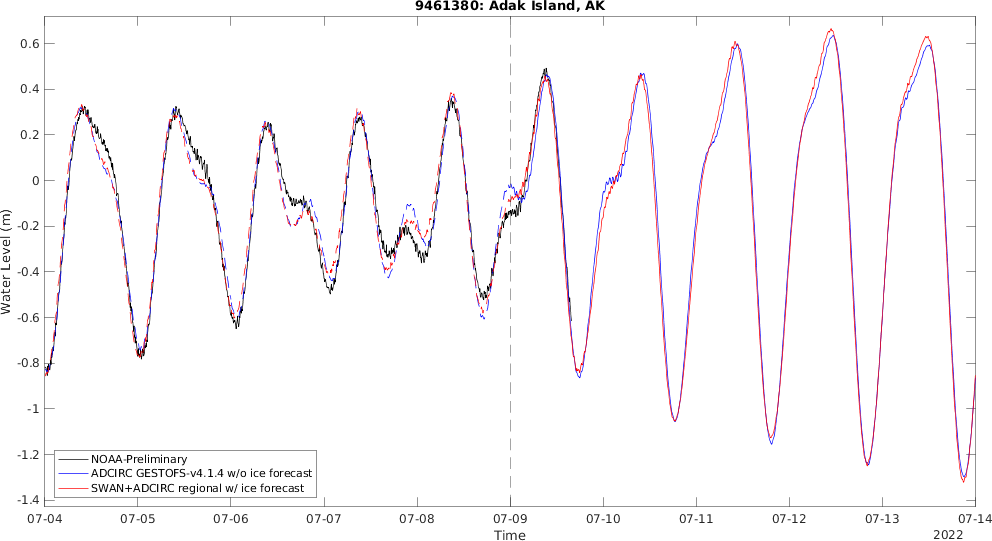 9461380: Adak Island, AK
Water Level (m)
0.6
0.4
0.2
0
-0.2
-0.4
-0.6
-0.8
-1
-1.2
-1.4
NOAA-Preliminary
ADCIRC GESTOFS-v4.1.4 w/o ice forecast
SWAN+ADCIRC regional w/ ice forecast
07-04 07-05 07-06 07-07 07-08 07-09 07-10 07-11 07-12 07-13 07-14
Time
2022